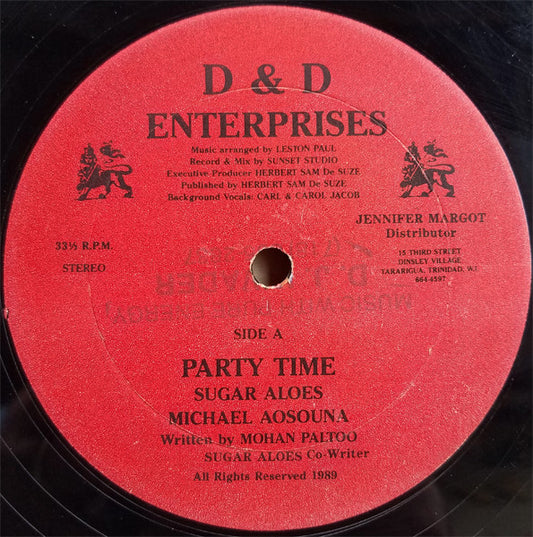 D & D
ENTERPRISES
Music arranged by LESTON PAUL
Record & Mix by SUNSET STUDIO
Executive Producer HERBERT SAM De SUZE
Published by HERBERT SAM De SUZE
Background Vocals: CARL & CAROL JACOB
JENNIFER MARGOT
Distributor
15 THIRD STREET
DINSLEY VILLAGE
TARARIGUA, TRINIDAD, W.I.
664-4597
33⅓ R.P.M.
STEREO
SIDE A
PARTY TIME
SUGAR ALOES
MICHAEL AOSOUNA
Written by MOHAN PALTOO
SUGAR ALOES Co-Writer
All Rights Reserved 1989